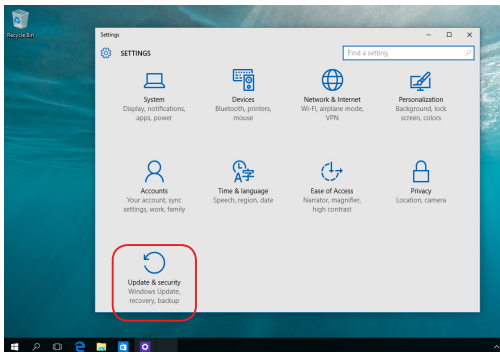 Recycle Bin
Settings
SETTINGS
Find a setting
System
Display, notifications,
apps, power
Devices
Bluetooth, printers,
mouse
Network & Internet
Wi-Fi, airplane mode,
VPN
Personalization
Background, lock
screen, colors
Accounts
Your account, sync
settings, work, family
Time & language
Speech, region, date
Ease of Access
Narrator, magnifier,
high contrast
Privacy
Location, camera
Update & security
Windows Update,
recovery, backup